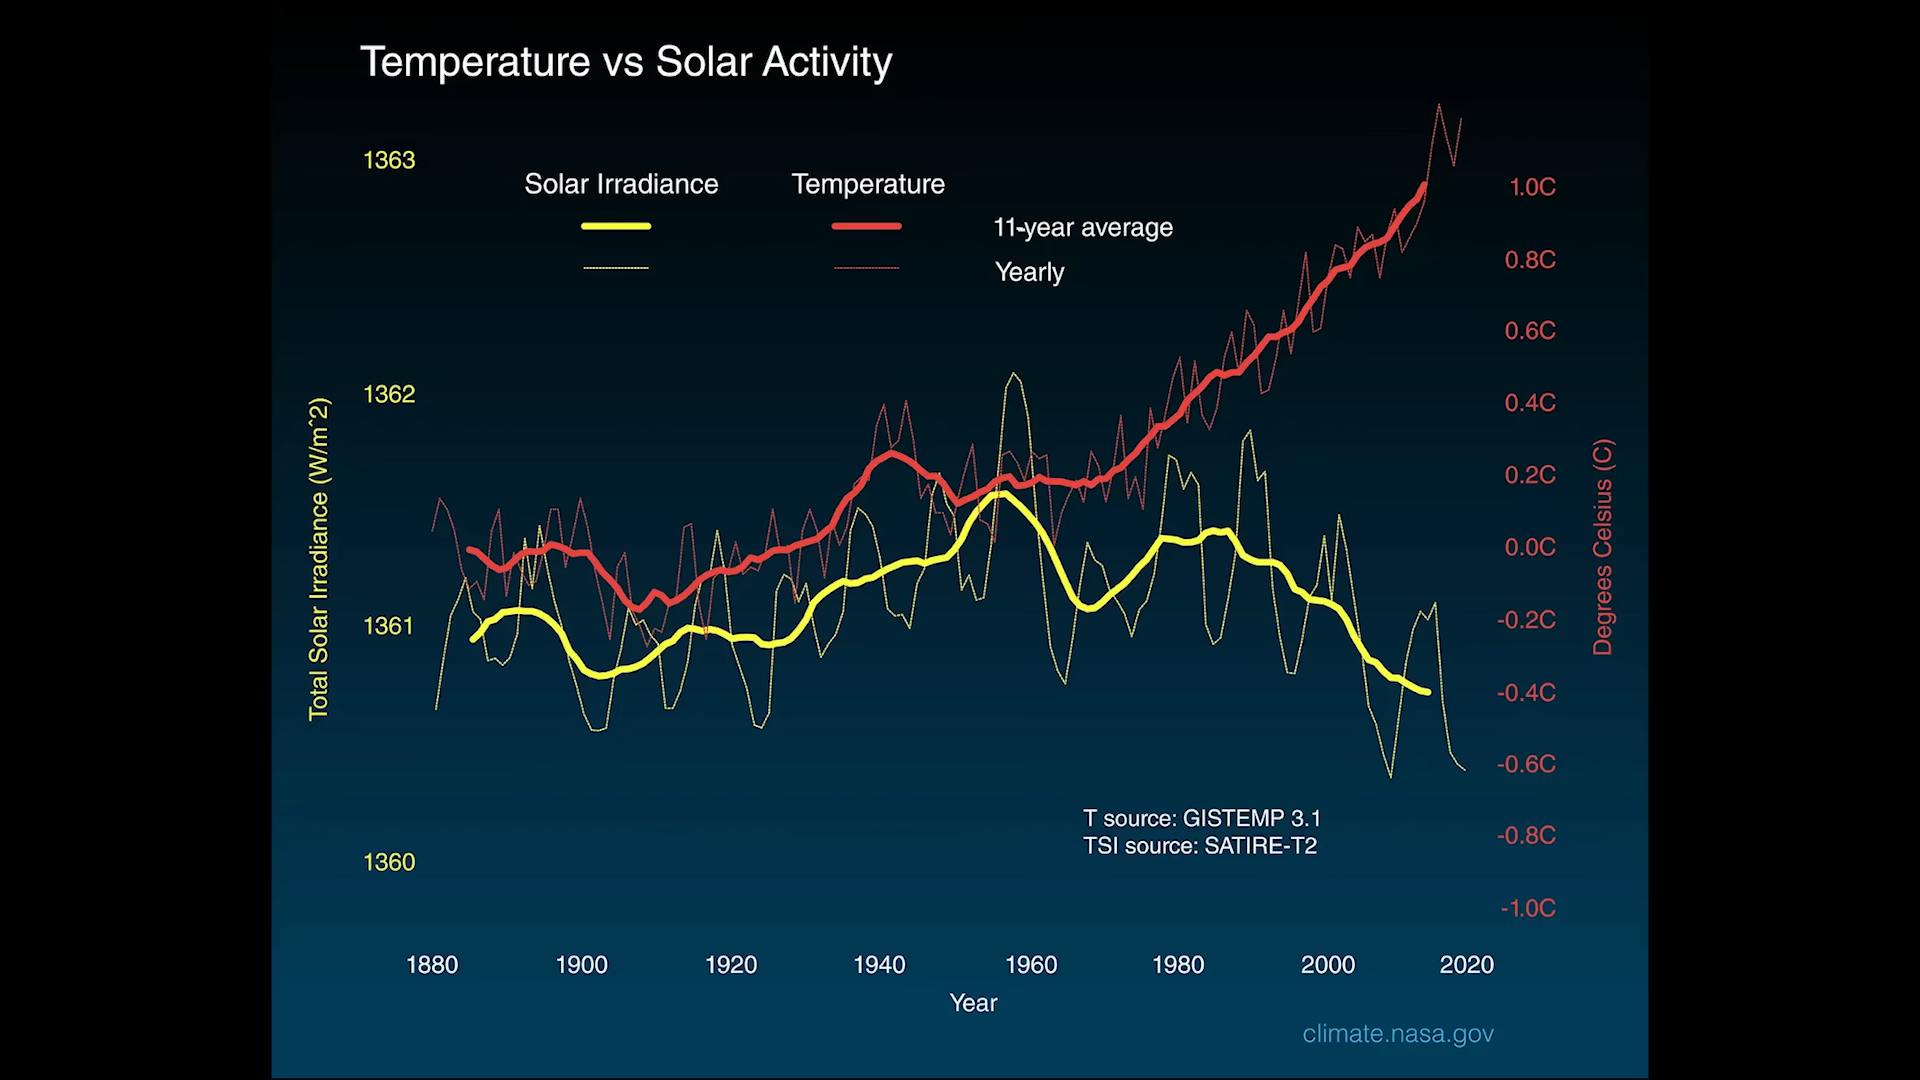 Temperature vs Solar Activity
1363
Solar Irradiance
Temperature
1.0C
11-year average
0.8C
Yearly
0.6C
1362
0.4C
Total Solar Irradiance (W/m^2)
Degrees Celsius (C)
0.2C
0.0C
1361
-0.2C
-0.4C
-0.6C
T source: GISTEMP 3.1
TSI source: SATIRE-T2
-0.8C
1360
-1.0C
1880 1900 1920 1940 1960 1980 2000 2020
Year
climate.nasa.gov